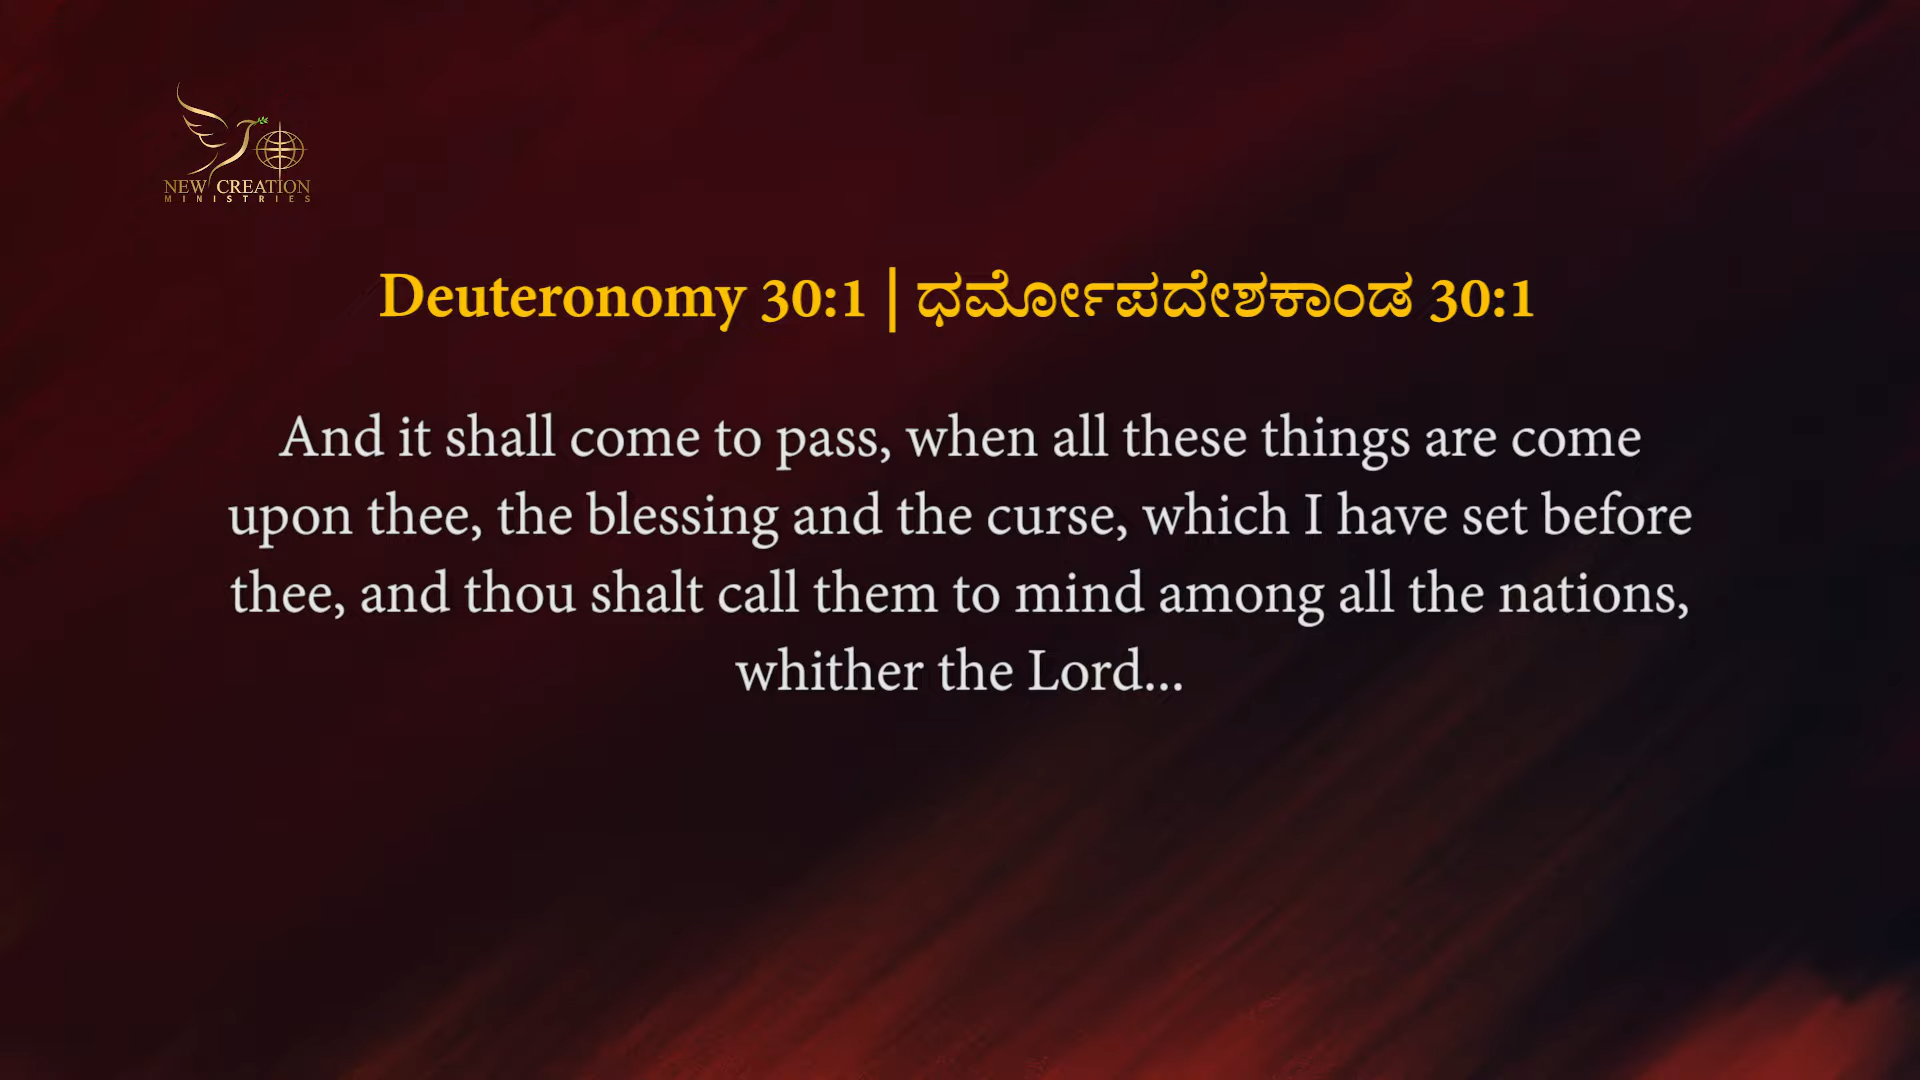 NEW CREATION
MINISTRIES
Deuteronomy 30:1 | ಧರ್ಮೋಪದೇಶಕಾಂಡ 30:1
And it shall come to pass, when all these things are come
upon thee, the blessing and the curse, which I have set before
thee, and thou shalt call them to mind among all the nations,
whither the Lord...